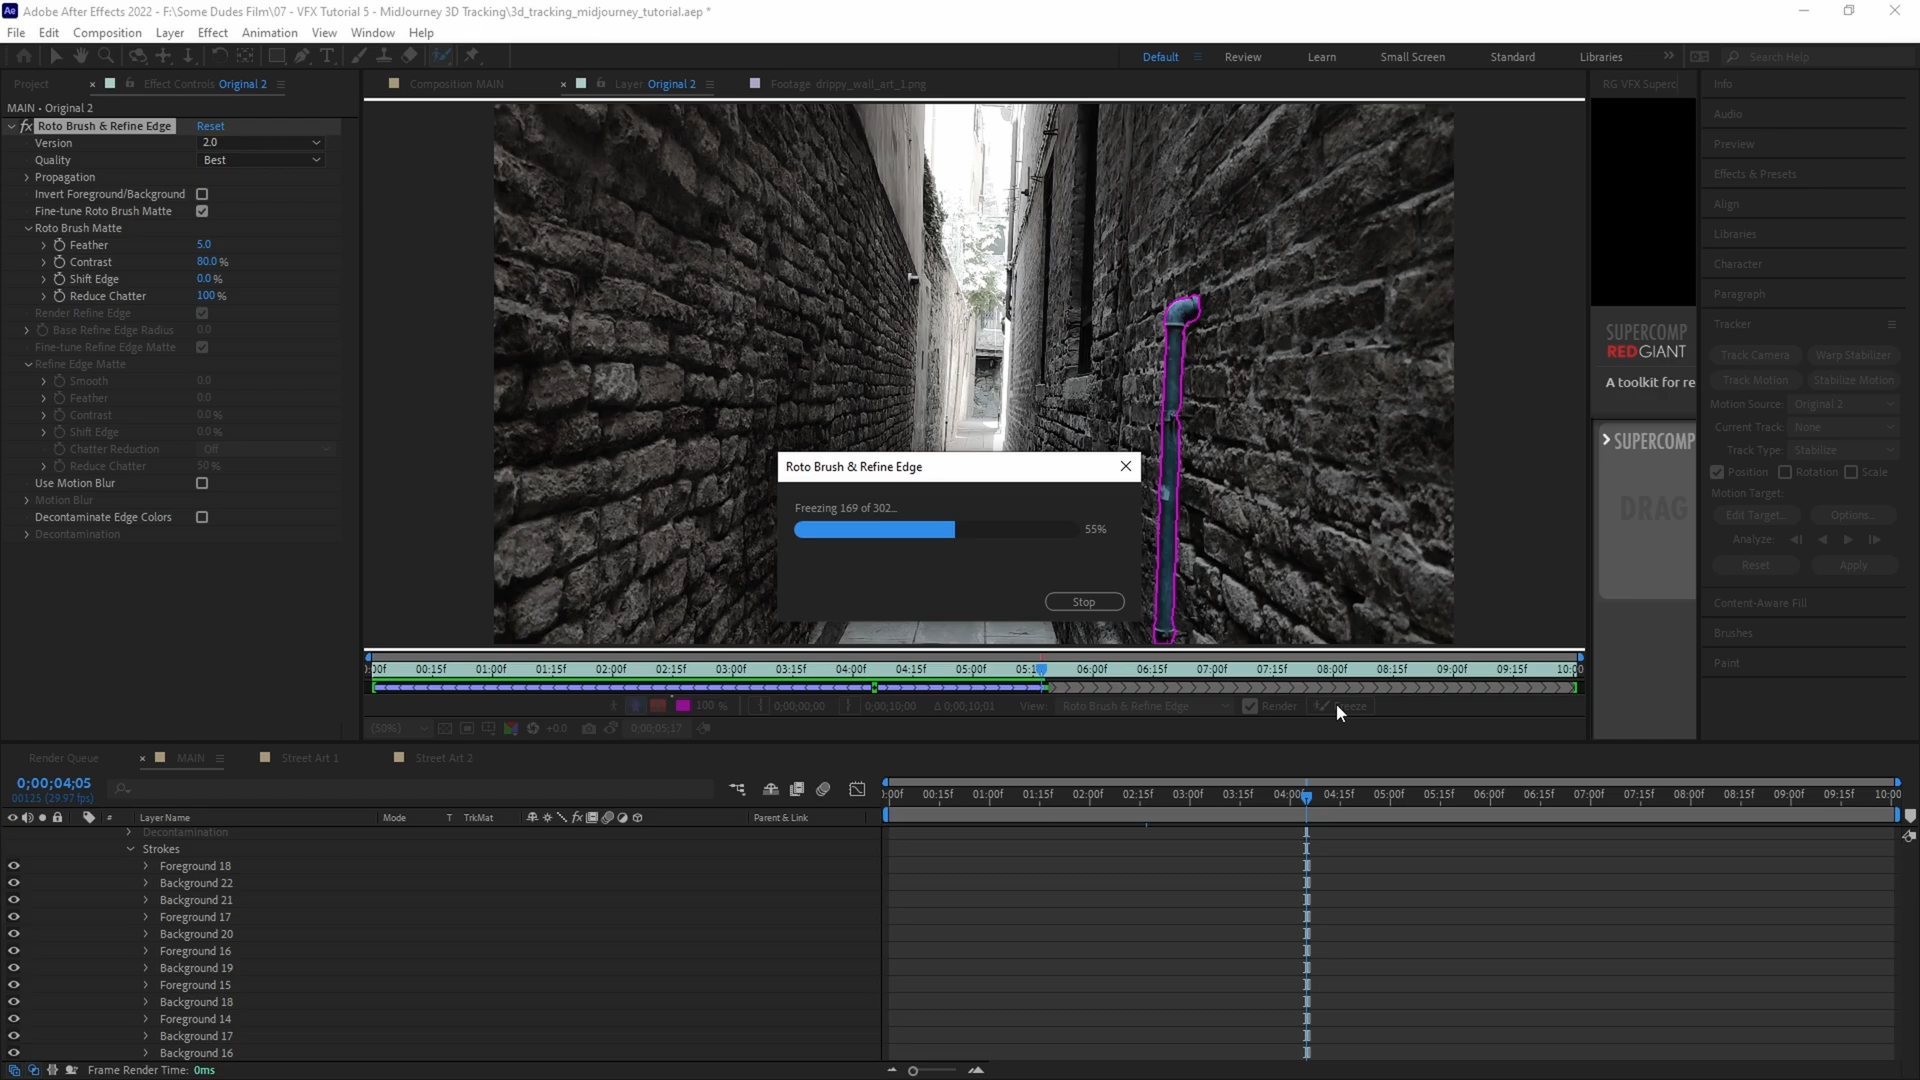 Adobe After Effects 2022 - F:\Some Dudes Film\07 - VFX Tutorial 5 - MidJourney 3D Tracking\3d_tracking_midjourney_tutorial.aep *
File Edit Composition Layer Effect Animation View Window Help
Default Review Learn Small Screen Standard Libraries Search Help
Project Effect Controls Original 2 Composition MAIN Layer Original 2 Footage drippy_wall_art_1.png RG VFX Superc Info
MAIN • Original 2
fx Roto Brush & Refine Edge Reset
Version 2.0
Quality Best
Propagation
Invert Foreground/Background
Fine-tune Roto Brush Matte
Roto Brush Matte
Feather 5.0
Contrast 80.0 %
Shift Edge 0.0 %
Reduce Chatter 100 %
Render Refine Edge
Base Refine Edge Radius 0.0
Fine-tune Refine Edge Matte
Refine Edge Matte
Smooth 0.0
Feather 0.0
Contrast 0.0 %
Shift Edge 0.0 %
Chatter Reduction Off
Reduce Chatter 50 %
Use Motion Blur
Motion Blur
Decontaminate Edge Colors
Decontamination
Roto Brush & Refine Edge
Freezing 169 of 302...
55%
Stop
Audio
Preview
Effects & Presets
Align
Libraries
Character
Paragraph
Tracker
SUPERCOMP
RED GIANT
A toolkit for re
SUPERCOMP
DRAG
Track Camera Warp Stabilizer
Track Motion Stabilize Motion
Motion Source: Original 2
Current Track: None
Track Type: Stabilize
Position Rotation Scale
Motion Target:
Edit Target... Options...
Analyze:
Reset Apply
Content-Aware Fill
Brushes
Paint
:00f 00:15f 01:00f 01:15f 02:00f 02:15f 03:00f 03:15f 04:00f 04:15f 05:00f 05:1 06:00f 06:15f 07:00f 07:15f 08:00f 08:15f 09:00f 09:15f 10:00
100 % 0;00;00;00 0;00;10;00 Δ 0;00;10;01 View: Roto Brush & Refine Edge Render Freeze
(50%) +0.0 0;00;05;17
Render Queue MAIN Street Art 1 Street Art 2
0;00;04;05
00125 (29.97 fps)
:00f 00:15f 01:00f 01:15f 02:00f 02:15f 03:00f 03:15f 04:00f 04:15f 05:00f 05:15f 06:00f 06:15f 07:00f 07:15f 08:00f 08:15f 09:00f 09:15f 10:00
# Layer Name Mode T TrkMat fx Parent & Link
Decontamination
Strokes
Foreground 18
Background 22
Background 21
Foreground 17
Background 20
Foreground 16
Background 19
Foreground 15
Background 18
Foreground 14
Background 17
Background 16
Frame Render Time: 0ms